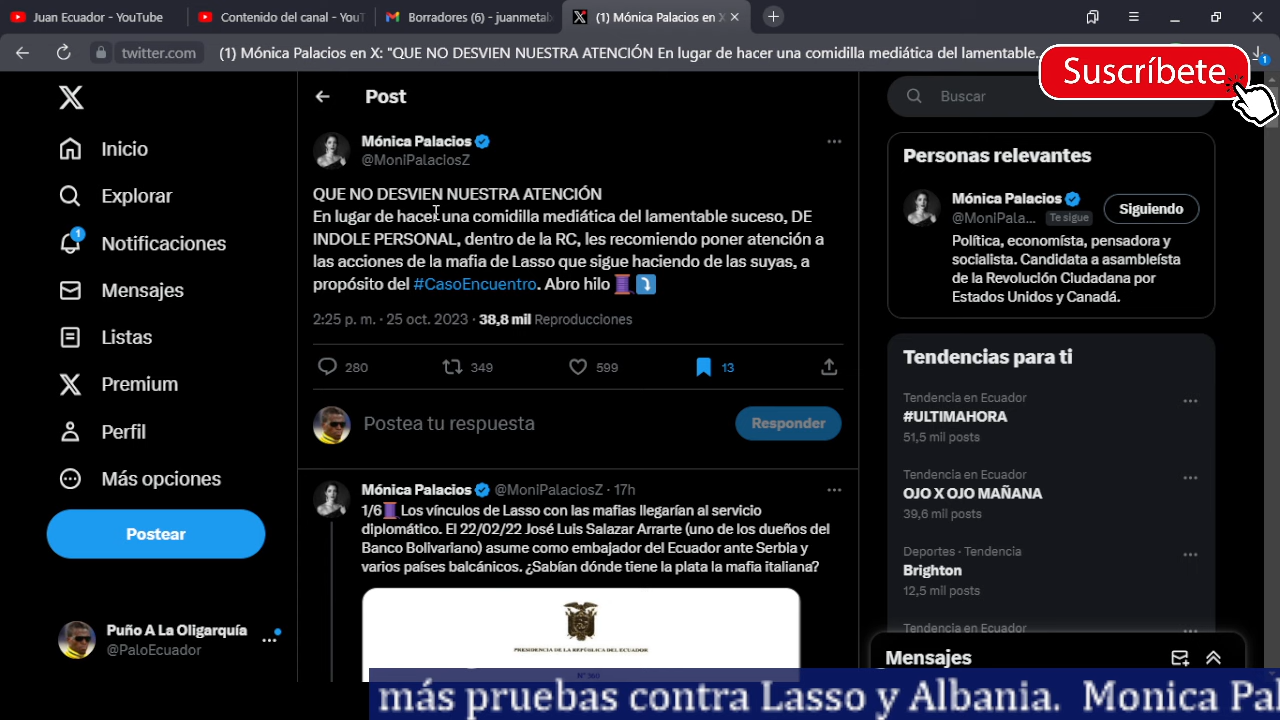 Juan Ecuador - YouTube
Contenido del canal - YouT
Borradores (6) - juanmetab
(1) Mónica Palacios en X
twitter.com
(1) Mónica Palacios en X: "QUE NO DESVIEN NUESTRA ATENCIÓN En lugar de hacer una comidilla mediática del lamentable
1
Suscríbete
Inicio
Explorar
1
Notificaciones
Mensajes
Listas
Premium
Perfil
Más opciones
Postear
Puño A La Oligarquía
@PaloEcuador
Post
Mónica Palacios
@MoniPalaciosZ
QUE NO DESVIEN NUESTRA ATENCIÓN
En lugar de hacer una comidilla mediática del lamentable suceso, DE
INDOLE PERSONAL, dentro de la RC, les recomiendo poner atención a
las acciones de la mafia de Lasso que sigue haciendo de las suyas, a
propósito del #CasoEncuentro. Abro hilo 🧵⤵️
2:25 p. m. · 25 oct. 2023 · 38,8 mil Reproducciones
280 349 599 13
Postea tu respuesta
Responder
Mónica Palacios @MoniPalaciosZ · 17h
1/6🧵Los vínculos de Lasso con las mafias llegarían al servicio
diplomático. El 22/02/22 José Luis Salazar Arrarte (uno de los dueños del
Banco Bolivariano) asume como embajador del Ecuador ante Serbia y
varios países balcánicos. ¿Sabían dónde tiene la plata la mafia italiana?
PRESIDENCIA DE LA REPÚBLICA DEL ECUADOR
Buscar
Personas relevantes
Mónica Palacios
@MoniPala... Te sigue
Siguiendo
Política, economísta, pensadora y
socialista. Candidata a asambleísta
de la Revolución Ciudadana por
Estados Unidos y Canadá.
Tendencias para ti
Tendencia en Ecuador
#ULTIMAHORA
51,5 mil posts
Tendencia en Ecuador
OJO X OJO MAÑANA
39,6 mil posts
Deportes · Tendencia
Brighton
12,5 mil posts
Tendencia en Ecuador
Mensajes
más pruebas contra Lasso y Albania. Monica Pal